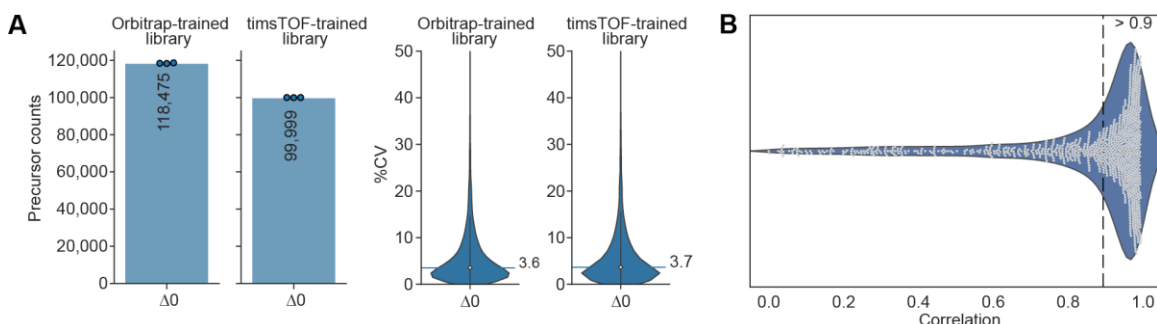 A
Orbitrap-trained
library
timsTOF-trained
library
Precursor counts
120,000
100,000
80,000
60,000
40,000
20,000
0
118,475
99,999
Δ0
Δ0
Orbitrap-trained
library
timsTOF-trained
library
%CV
50
40
30
20
10
0
3.6
50
40
30
20
10
0
3.7
Δ0
Δ0
B
> 0.9
0.0 0.2 0.4 0.6 0.8 1.0
Correlation